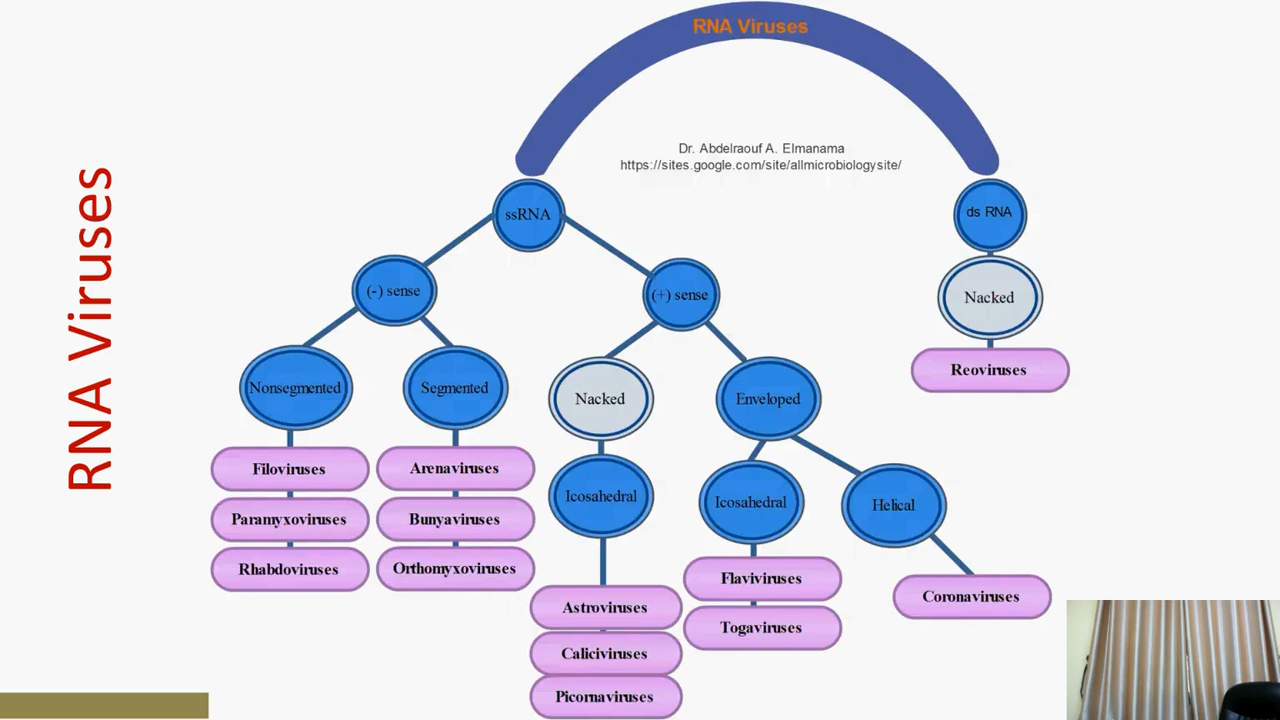 RNA Viruses
RNA Viruses
Dr. Abdelraouf A. Elmanama
https://sites.google.com/site/allmicrobiologysite/
ssRNA
ds RNA
(-) sense
(+) sense
Nacked
Nonsegmented
Segmented
Nacked
Enveloped
Reoviruses
Filoviruses
Arenaviruses
Icosahedral
Icosahedral
Helical
Paramyxoviruses
Bunyaviruses
Rhabdoviruses
Orthomyxoviruses
Astroviruses
Flaviviruses
Coronaviruses
Caliciviruses
Togaviruses
Picornaviruses